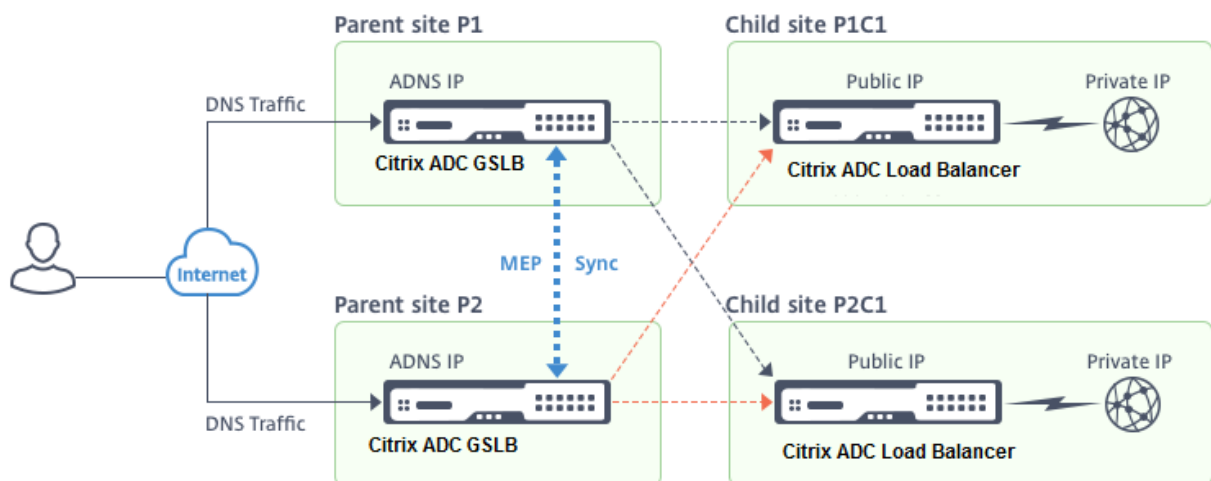 Parent site P1
Child site P1C1
ADNS IP
Public IP
Private IP
DNS Traffic
Citrix ADC GSLB
Citrix ADC Load Balancer
Internet
MEP Sync
Parent site P2
Child site P2C1
ADNS IP
Public IP
Private IP
DNS Traffic
Citrix ADC GSLB
Citrix ADC Load Balancer